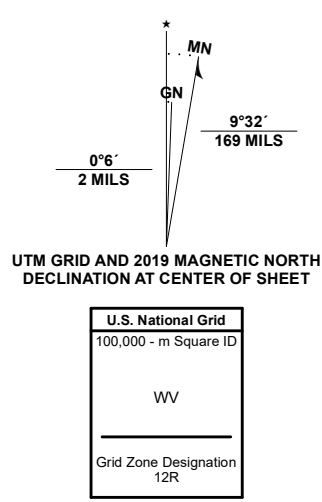 ★
MN
GN
9°32´
169 MILS
0°6´
2 MILS
UTM GRID AND 2019 MAGNETIC NORTH
DECLINATION AT CENTER OF SHEET
U.S. National Grid
100,000 - m Square ID
WV
Grid Zone Designation
12R